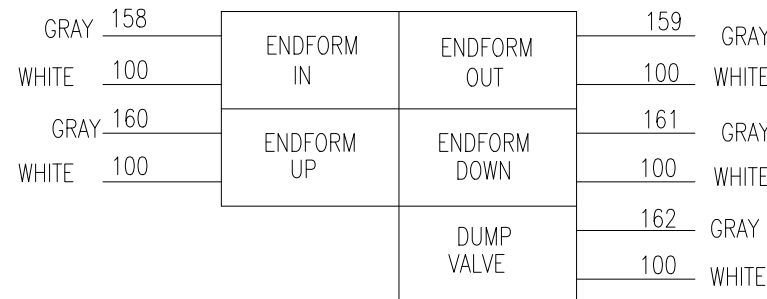 GRAY 158 ENDFORM IN ENDFORM OUT 159 GRAY
WHITE 100 100 WHITE
GRAY 160 ENDFORM UP ENDFORM DOWN 161 GRAY
WHITE 100 100 WHITE
DUMP VALVE 162 GRAY
100 WHITE